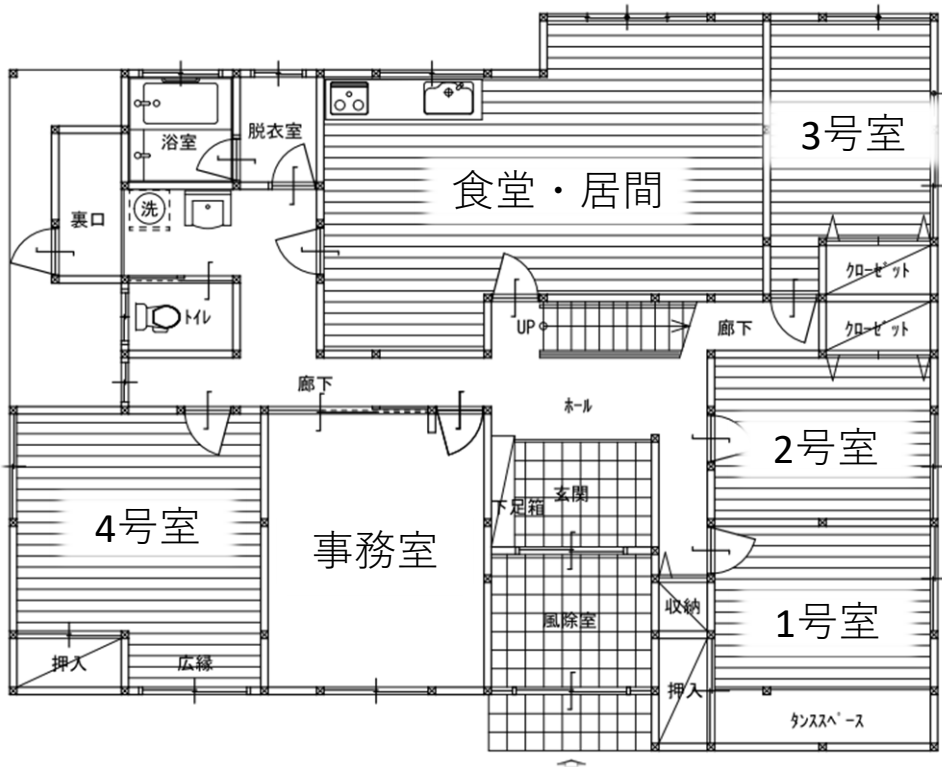 3号室
浴室
脱衣室
食堂・居間
洗
裏口
クローゼット
トイレ
UP
廊下
クローゼット
廊下
ホール
2号室
玄関
下足箱
4号室
事務室
風除室
収納
1号室
押入
広縁
押入
タンススペース